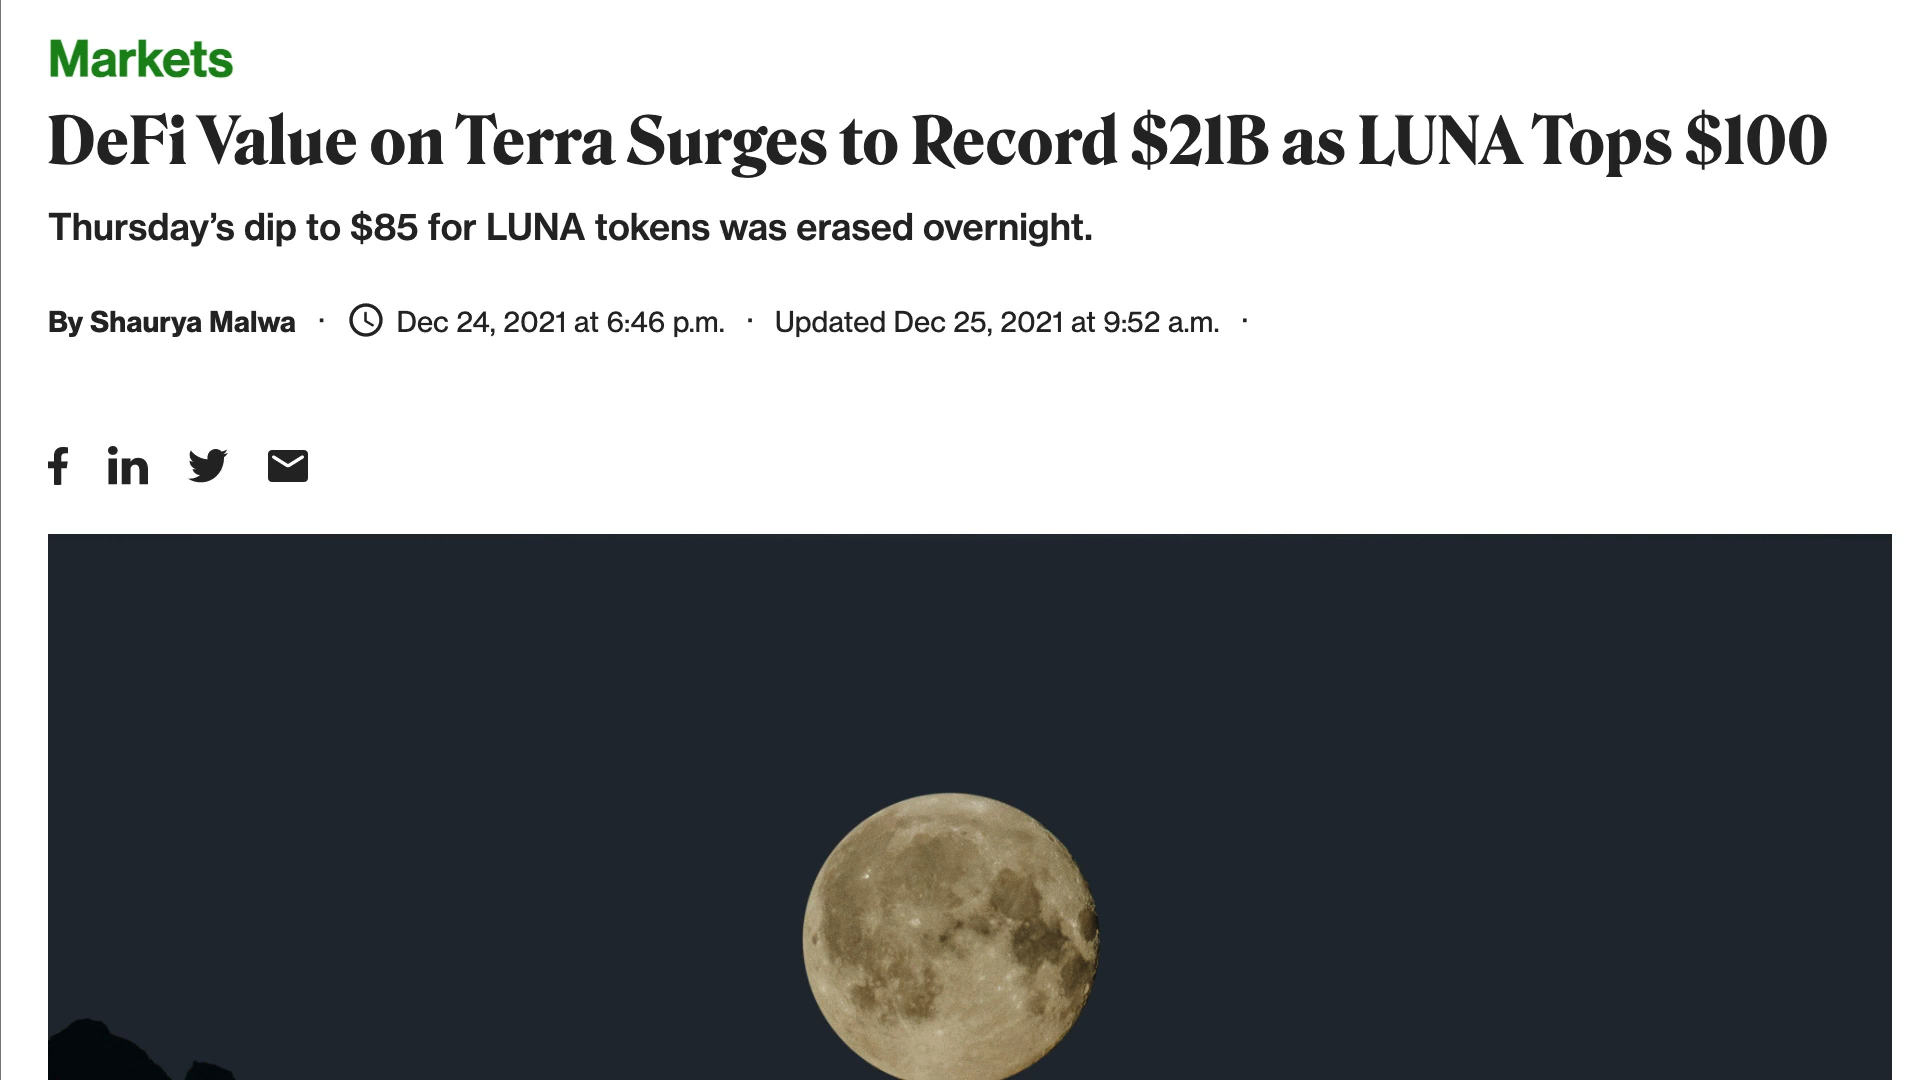 Markets
DeFi Value on Terra Surges to Record $21B as LUNA Tops $100
Thursday’s dip to $85 for LUNA tokens was erased overnight.
By Shaurya Malwa · Dec 24, 2021 at 6:46 p.m. · Updated Dec 25, 2021 at 9:52 a.m. ·